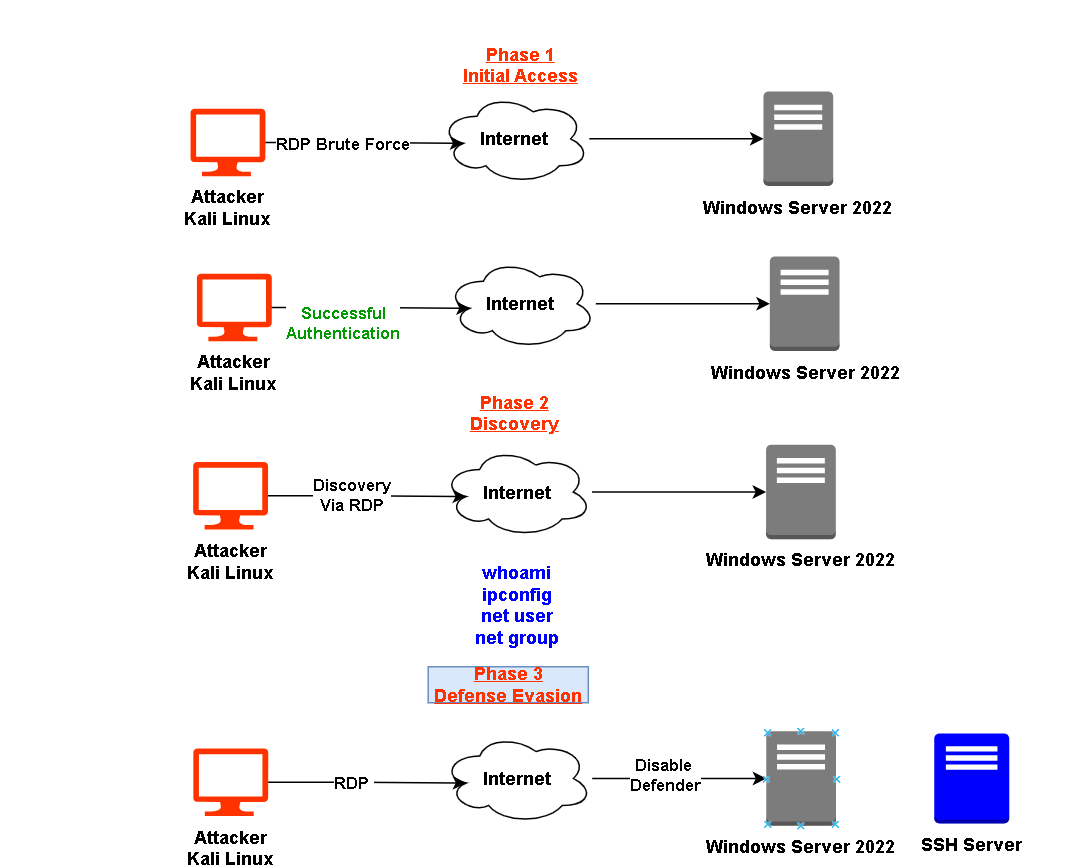 Phase 1
Initial Access
RDP Brute Force
Internet
Attacker
Kali Linux
Windows Server 2022
Successful
Authentication
Internet
Attacker
Kali Linux
Windows Server 2022
Phase 2
Discovery
Discovery
Via RDP
Internet
Attacker
Kali Linux
Windows Server 2022
whoami
ipconfig
net user
net group
Phase 3
Defense Evasion
RDP
Internet
Disable
Defender
Attacker
Kali Linux
Windows Server 2022
SSH Server